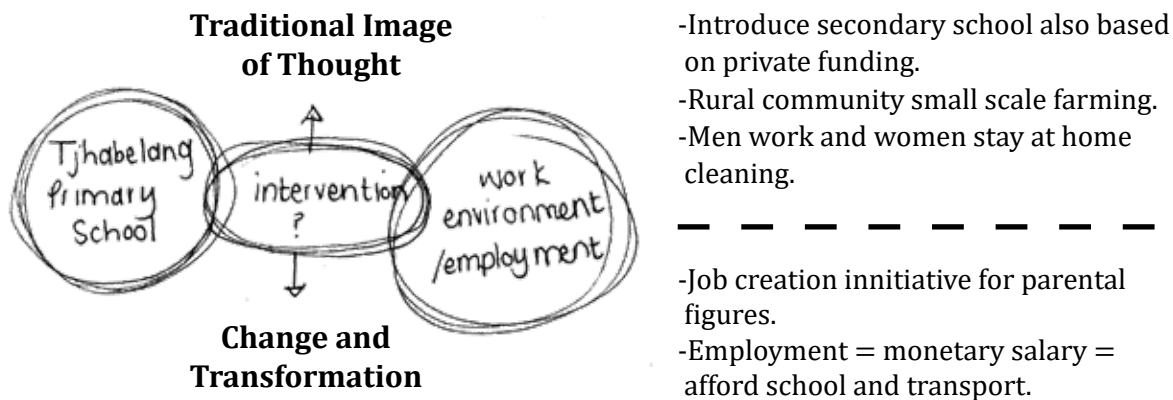 Traditional Image
of Thought
Tjhabelang
Primary
School
intervention
?
work
environment
/employment
Change and
Transformation
-Introduce secondary school also based
on private funding.
-Rural community small scale farming.
-Men work and women stay at home
cleaning.
-Job creation innitiative for parental
figures.
-Employment = monetary salary =
afford school and transport.